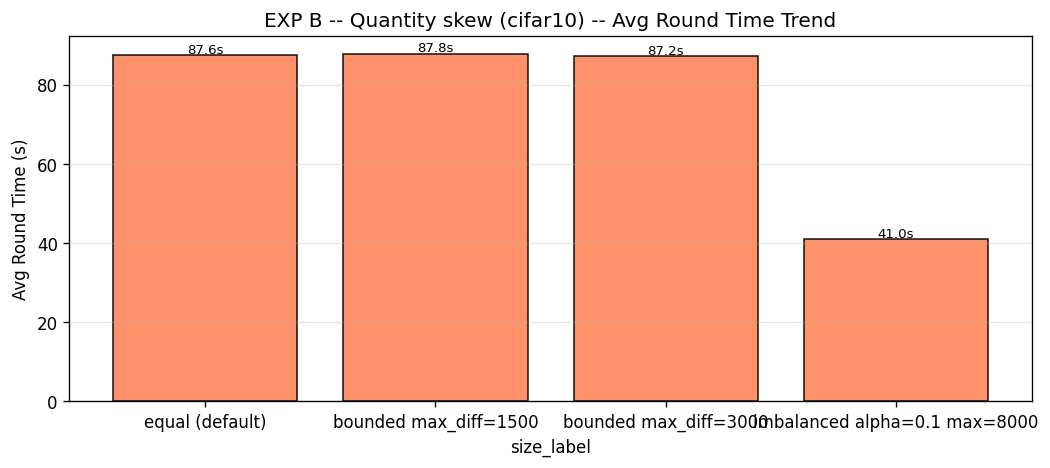 EXP B -- Quantity skew (cifar10) -- Avg Round Time Trend
87.6s
87.8s
87.2s
41.0s
Avg Round Time (s)
80
60
40
20
0
equal (default)
bounded max_diff=1500
bounded max_diff=3000
imbalanced alpha=0.1 max=8000
size_label